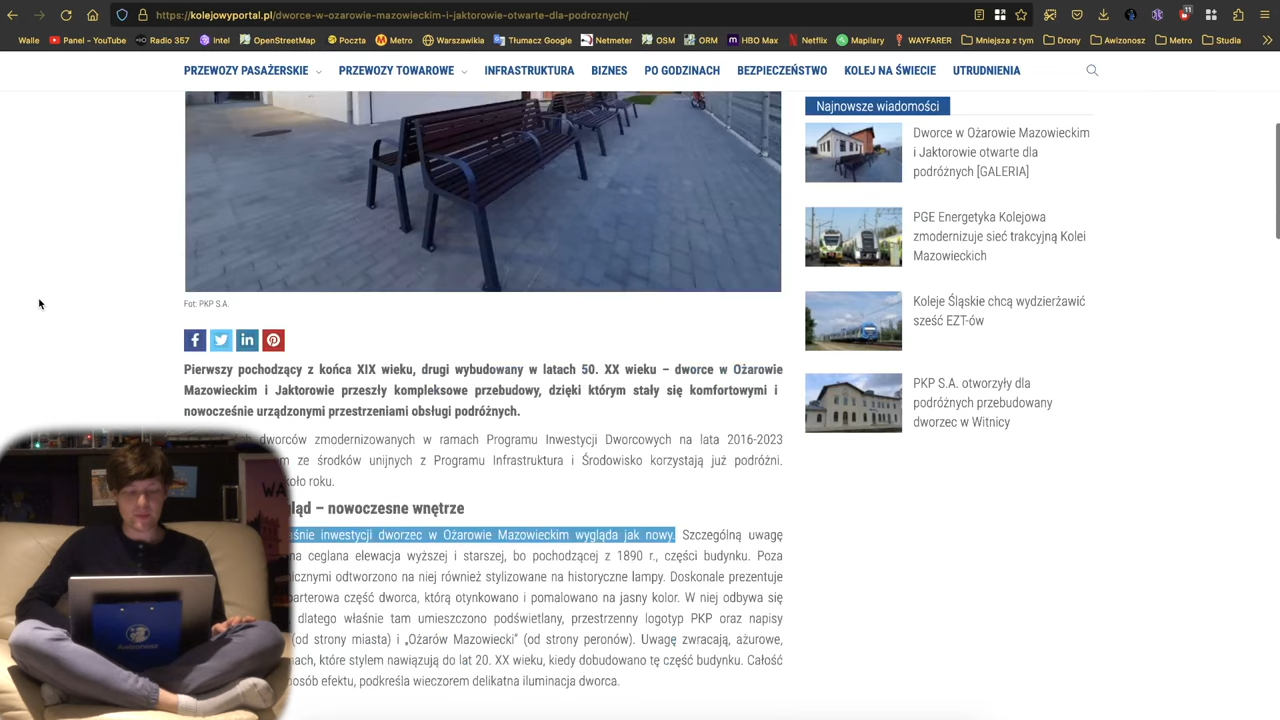 https://kolejowyportal.pl/dworce-w-ozarowie-mazowieckim-i-jaktorowie-otwarte-dla-podroznych/
11
Walle Panel - YouTube Radio 357 Intel OpenStreetMap Poczta Metro Warszawikia Tłumacz Google Netmeter OSM ORM HBO Max Netflix Mapilary WAYFARER Mniejsza z tym Drony Awizonosz Metro Studia
PRZEWOZY PASAŻERSKIE PRZEWOZY TOWAROWE INFRASTRUKTURA BIZNES PO GODZINACH BEZPIECZEŃSTWO KOLEJ NA ŚWIECIE UTRUDNIENIA
Fot: PKP S.A.
Pierwszy pochodzący z końca XIX wieku, drugi wybudowany w latach 50. XX wieku – dworce w Ożarowie
Mazowieckim i Jaktorowie przeszły kompleksowe przebudowy, dzięki którym stały się komfortowymi i
nowocześnie urządzonymi przestrzeniami obsługi podróżnych.
dworców zmodernizowanych w ramach Programu Inwestycji Dworcowych na lata 2016-2023
ze środków unijnych z Programu Infrastruktura i Środowisko korzystają już podróżni.
roku.
– nowoczesne wnętrze
inwestycji dworzec w Ożarowie Mazowieckim wygląda jak nowy. Szczególną uwagę
ceglana elewacja wyższej i starszej, bo pochodzącej z 1890 r., części budynku. Poza
odtworzono na niej również stylizowane na historyczne lampy. Doskonale prezentuje
część dworca, którą otynkowano i pomalowano na jasny kolor. W niej odbywa się
dlatego właśnie tam umieszczono podświetlany, przestrzenny logotyp PKP oraz napisy
(od strony miasta) i „Ożarów Mazowiecki" (od strony peronów). Uwagę zwracają, ażurowe,
które stylem nawiązują do lat 20. XX wieku, kiedy dobudowano tę część budynku. Całość
efektu, podkreśla wieczorem delikatna iluminacja dworca.
Najnowsze wiadomości
Dworce w Ożarowie Mazowieckim
i Jaktorowie otwarte dla
podróżnych [GALERIA]
PGE Energetyka Kolejowa
zmodernizuje sieć trakcyjną Kolei
Mazowieckich
Koleje Śląskie chcą wydzierżawić
sześć EZT-ów
PKP S.A. otworzyły dla
podróżnych przebudowany
dworzec w Witnicy
Awizonosz